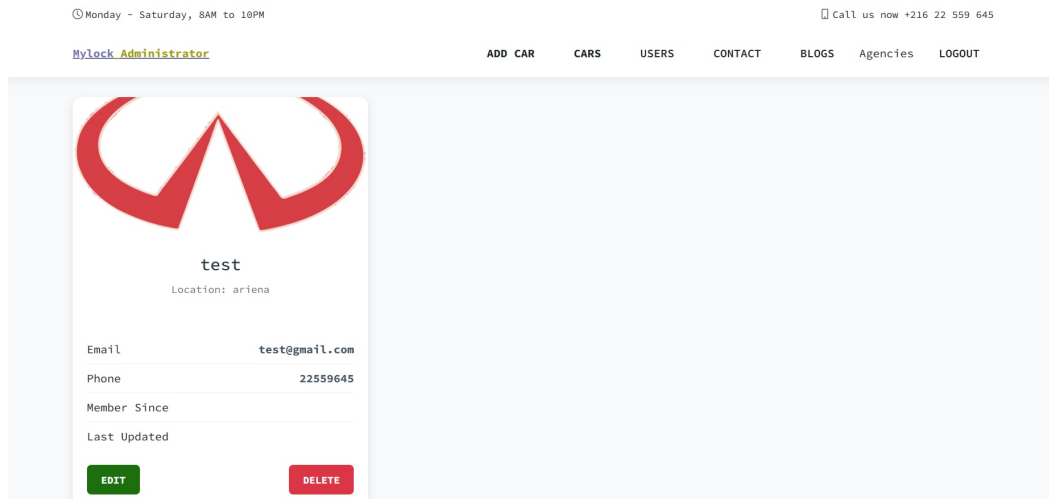 Monday - Saturday, 8AM to 10PM
Call us now +216 22 559 645
Mylock Administrator
ADD CAR CARS USERS CONTACT BLOGS Agencies LOGOUT
test
Location: ariena
Email test@gmail.com
Phone 22559645
Member Since
Last Updated
EDIT DELETE